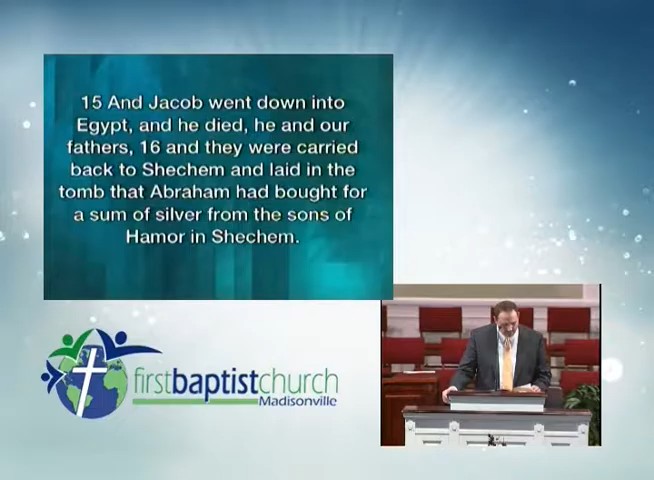 15 And Jacob went down into
Egypt, and he died, he and our
fathers, 16 and they were carried
back to Shechem and laid in the
tomb that Abraham had bought for
a sum of silver from the sons of
Hamor in Shechem.
firstbaptistchurch
Madisonville